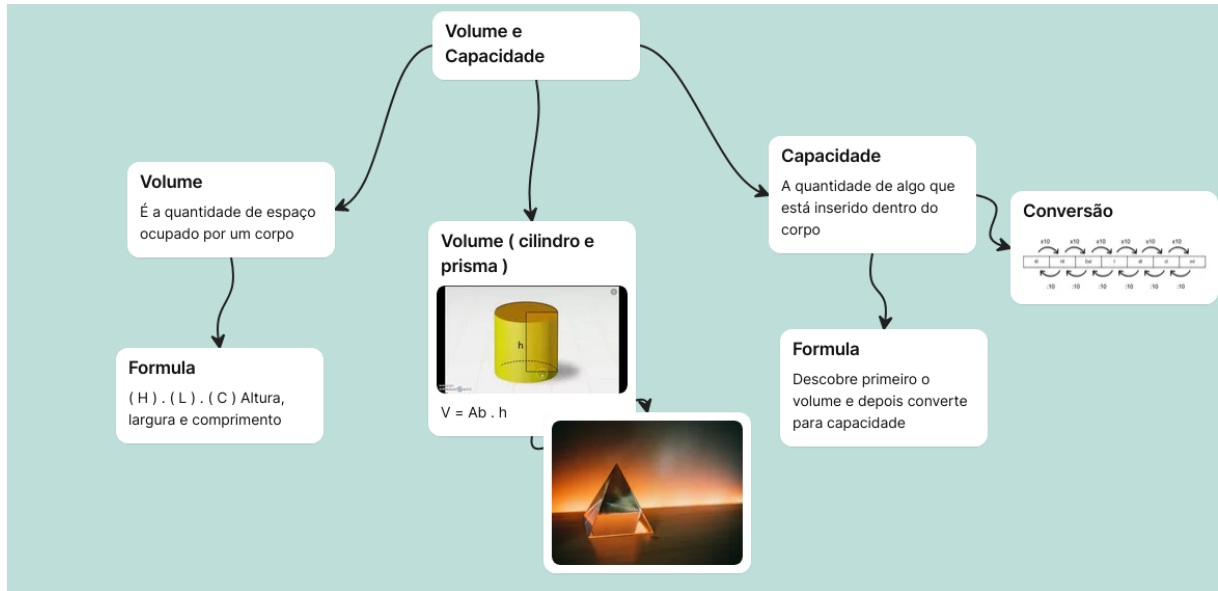 Volume e
Capacidade
Volume
É a quantidade de espaço
ocupado por um corpo
Formula
( H ) . ( L ) . ( C ) Altura,
largura e comprimento
Volume ( cilindro e
prisma )
h
V = Ab . h
Capacidade
A quantidade de algo que
está inserido dentro do
corpo
Formula
Descobre primeiro o
volume e depois converte
para capacidade
Conversão
x10 x10 x10 x10 x10 x10
:10 :10 :10 :10 :10 :10